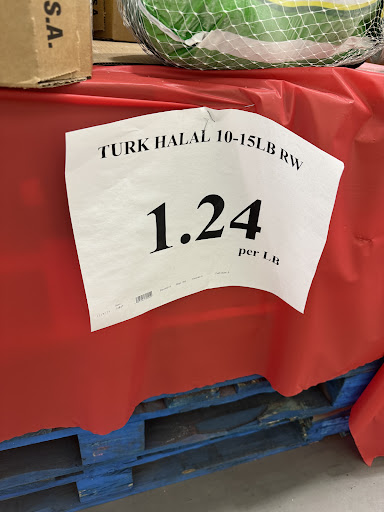 S.A.
TURK HALAL 10-15LB RW
1.24
per LB